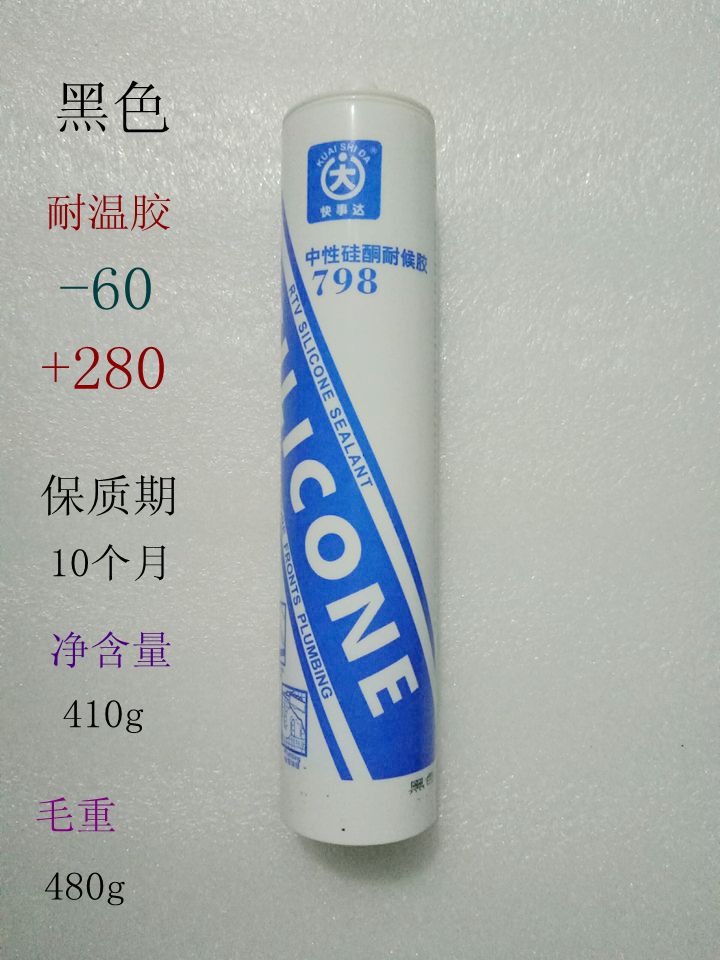 黑色
耐温胶
-60
+280
保质期
10个月
净含量
410g
毛重
480g
KUAI SHI DA
®
大
快事达
中性硅酮耐候胶
798
RTV SILICONE SEALANT
ILICONE
FRONTS PLUMBING
黑色